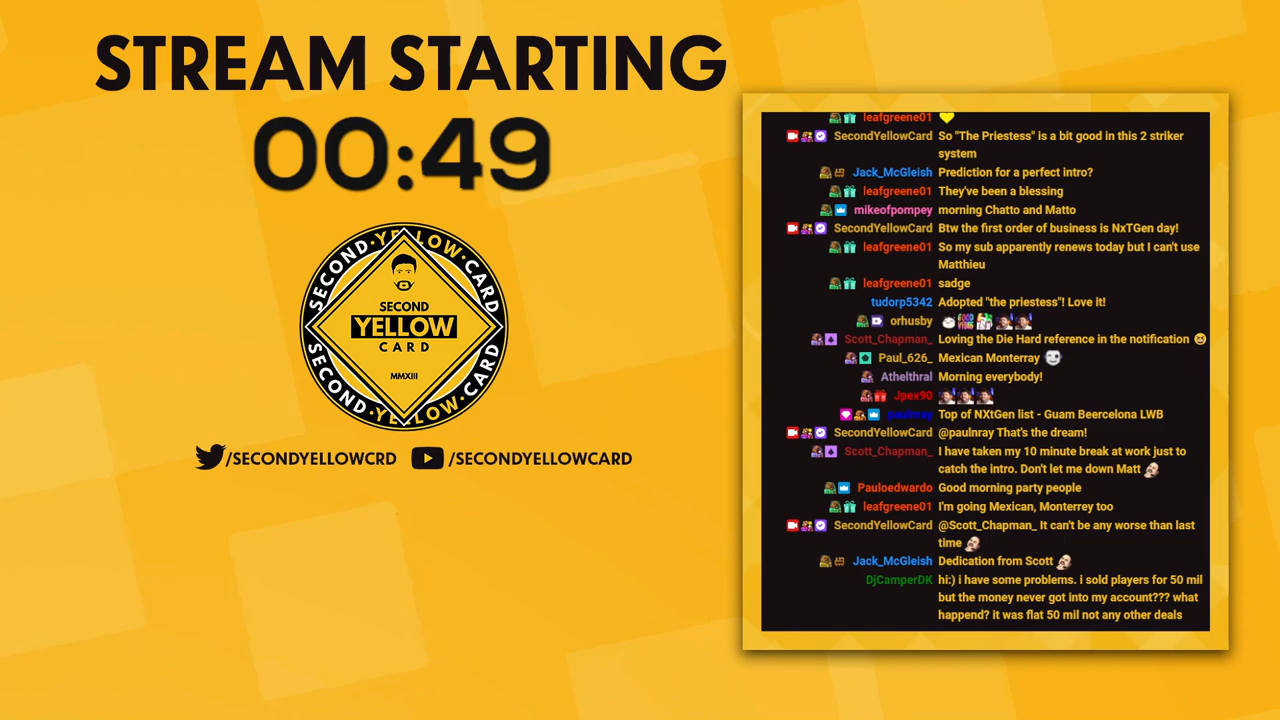 STREAM STARTING
00:49
SECOND·YELLOW·CARD
SECOND
YELLOW
CARD
MMXIII
SECOND·YELLOW·CARD
/SECONDYELLOWCRD
/SECONDYELLOWCARD
leafgreene01
SecondYellowCard So "The Priestess" is a bit good in this 2 striker
system
Jack_McGleish Prediction for a perfect intro?
leafgreene01 They've been a blessing
mikeofpompey morning Chatto and Matto
SecondYellowCard Btw the first order of business is NxTGen day!
leafgreene01 So my sub apparently renews today but I can't use
Matthieu
leafgreene01 sadge
tudorp5342 Adopted "the priestess"! Love it!
orhusby
Scott_Chapman_ Loving the Die Hard reference in the notification
Paul_626_ Mexican Monterray
Athelthral Morning everybody!
Jpex90
paulnray Top of NXtGen list - Guam Beercelona LWB
SecondYellowCard @paulnray That's the dream!
Scott_Chapman_ I have taken my 10 minute break at work just to
catch the intro. Don't let me down Matt
Pauloedwardo Good morning party people
leafgreene01 I'm going Mexican, Monterrey too
SecondYellowCard @Scott_Chapman_ It can't be any worse than last
time
Jack_McGleish Dedication from Scott
DjCamperDK hi:) i have some problems. i sold players for 50 mil
but the money never got into my account??? what
happend? it was flat 50 mil not any other deals